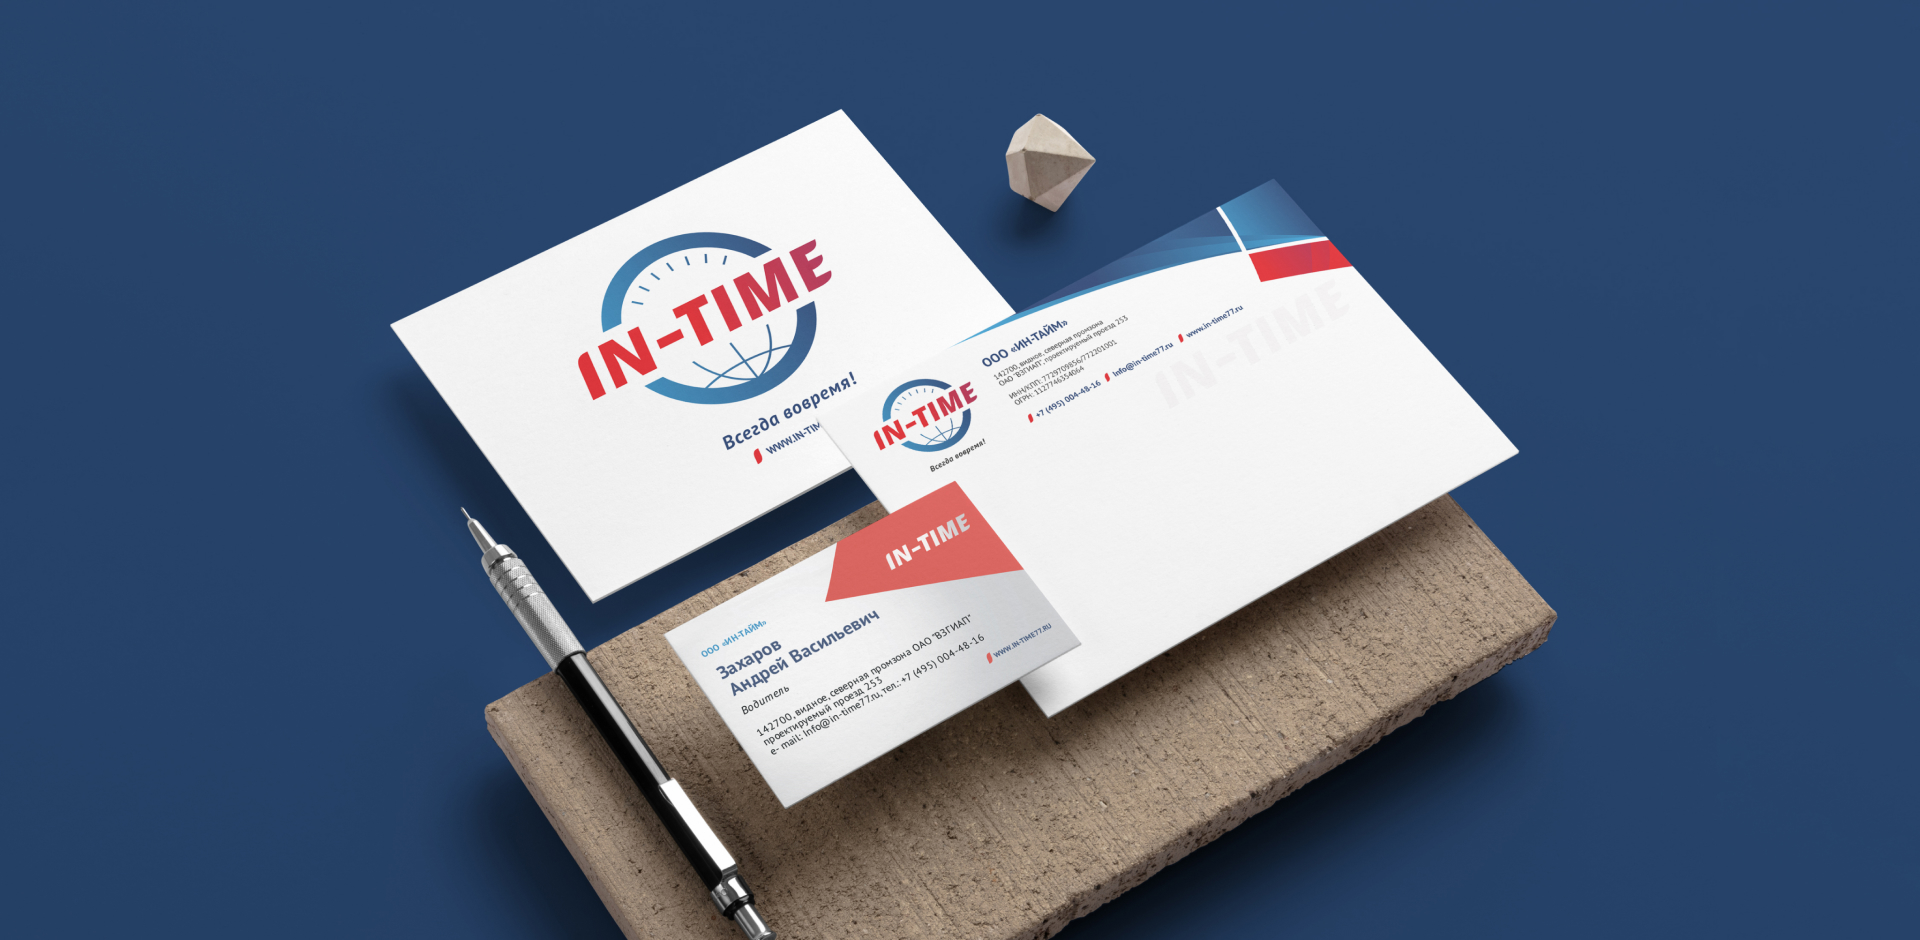 IN-TIME
Всегда вовремя!
WWW.IN-TIM
ООО «ИН-ТАЙМ»
142700, видное, северная промзона
ОАО "ВЗГИАП", проектируемый проезд 253
ИНН/КПП: 7729709856/772201001
ОГРН: 1127746354064
+7 (495) 004-48-16 Info@in-time77.ru www.in-time77.ru
IN-TIME
Всегда вовремя!
IN-TIME
IN-TIME
ООО «ИН-ТАЙМ»
Захаров
Андрей Васильевич
Водитель
142700, видное, северная промзона ОАО "ВЗГИАП"
проектируемый проезд 253
e- mail: Info@in-time77.ru, тел.: +7 (495) 004-48-16
WWW.IN-TIME77.RU